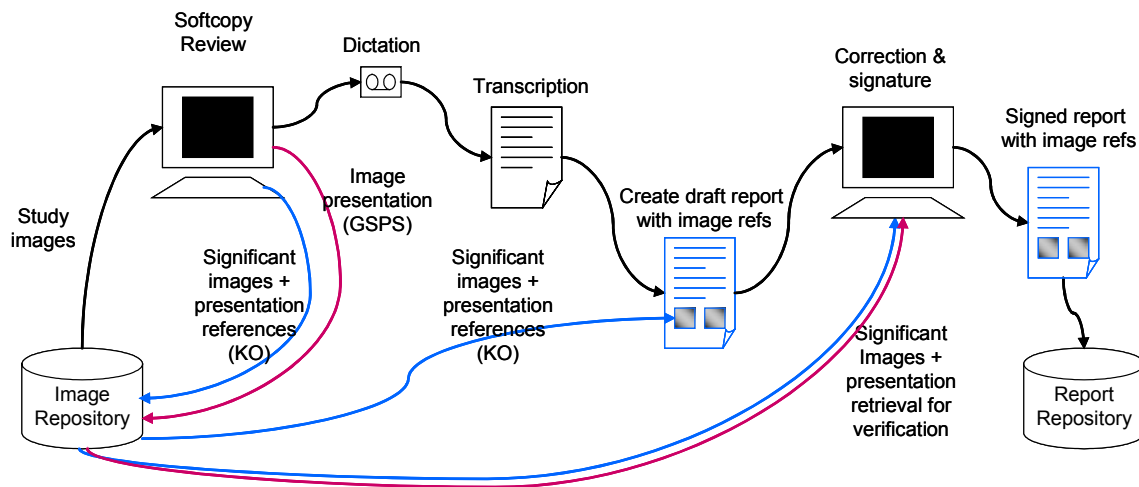 Softcopy
Review
Dictation
Transcription
Correction &
signature
Signed report
with image refs
Image
presentation
(GSPS)
Create draft report
with image refs
Study
images
Significant
images +
presentation
references
(KO)
Significant
images +
presentation
references
(KO)
Significant
Images +
presentation
retrieval for
verification
Image
Repository
Report
Repository